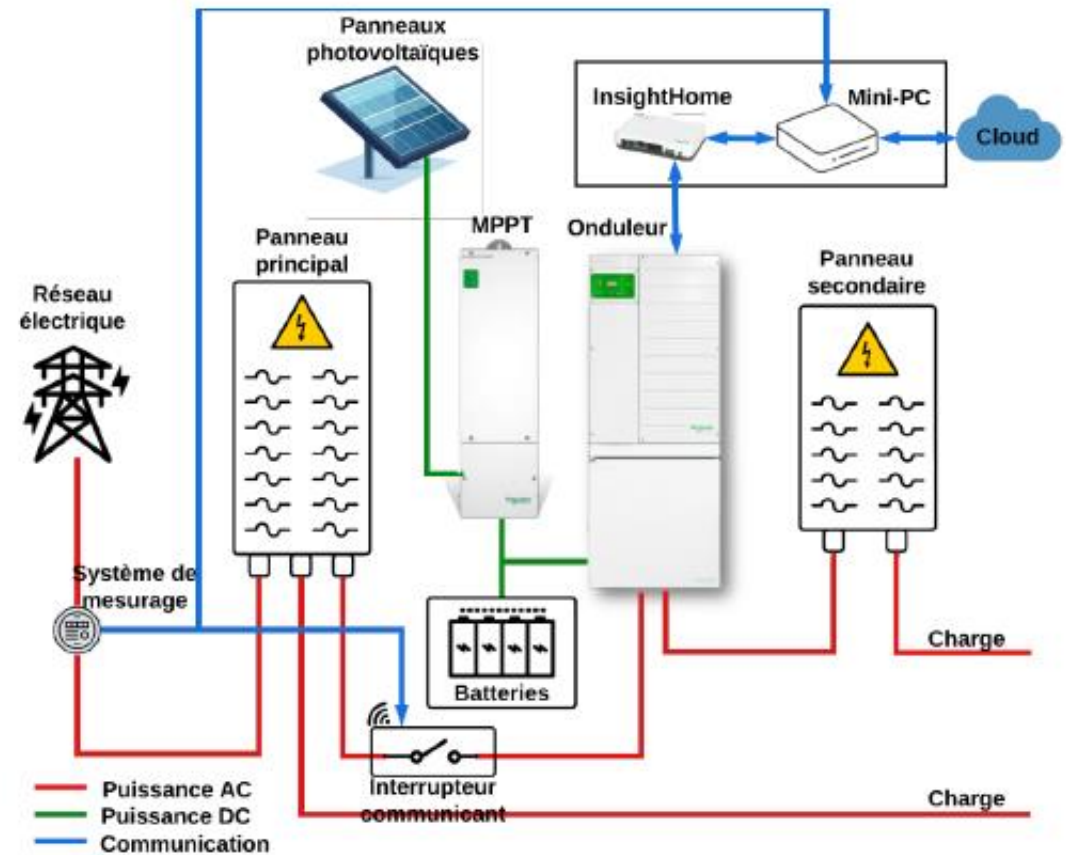 Panneaux
photovoltaïques
InsightHome
Mini-PC
Cloud
MPPT
Onduleur
Panneau
principal
Panneau
secondaire
Réseau
électrique
Système de
mesurage
Batteries
Charge
Interrupteur
communicant
Charge
Puissance AC
Puissance DC
Communication